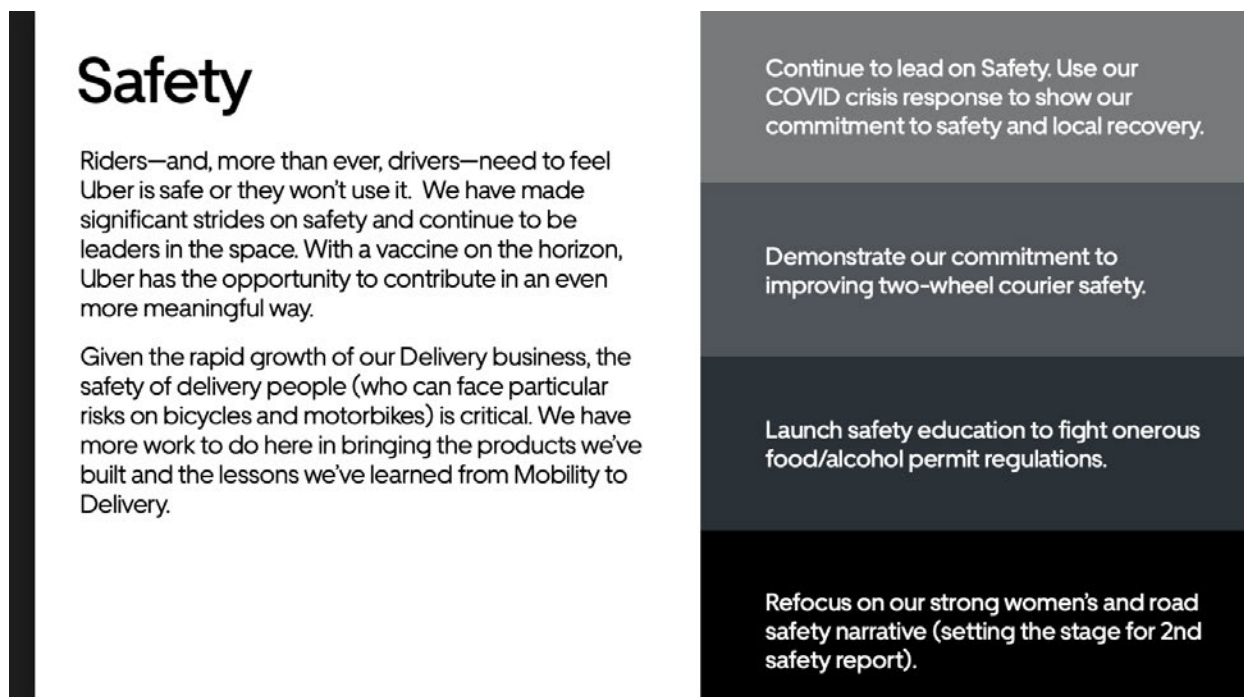 Safety
Riders—and, more than ever, drivers—need to feel
Uber is safe or they won't use it.  We have made
significant strides on safety and continue to be
leaders in the space. With a vaccine on the horizon,
Uber has the opportunity to contribute in an even
more meaningful way.
Given the rapid growth of our Delivery business, the
safety of delivery people (who can face particular
risks on bicycles and motorbikes) is critical. We have
more work to do here in bringing the products we've
built and the lessons we've learned from Mobility to
Delivery.
Continue to lead on Safety. Use our
COVID crisis response to show our
commitment to safety and local recovery.
Demonstrate our commitment to
improving two-wheel courier safety.
Launch safety education to fight onerous
food/alcohol permit regulations.
Refocus on our strong women's and road
safety narrative (setting the stage for 2nd
safety report).